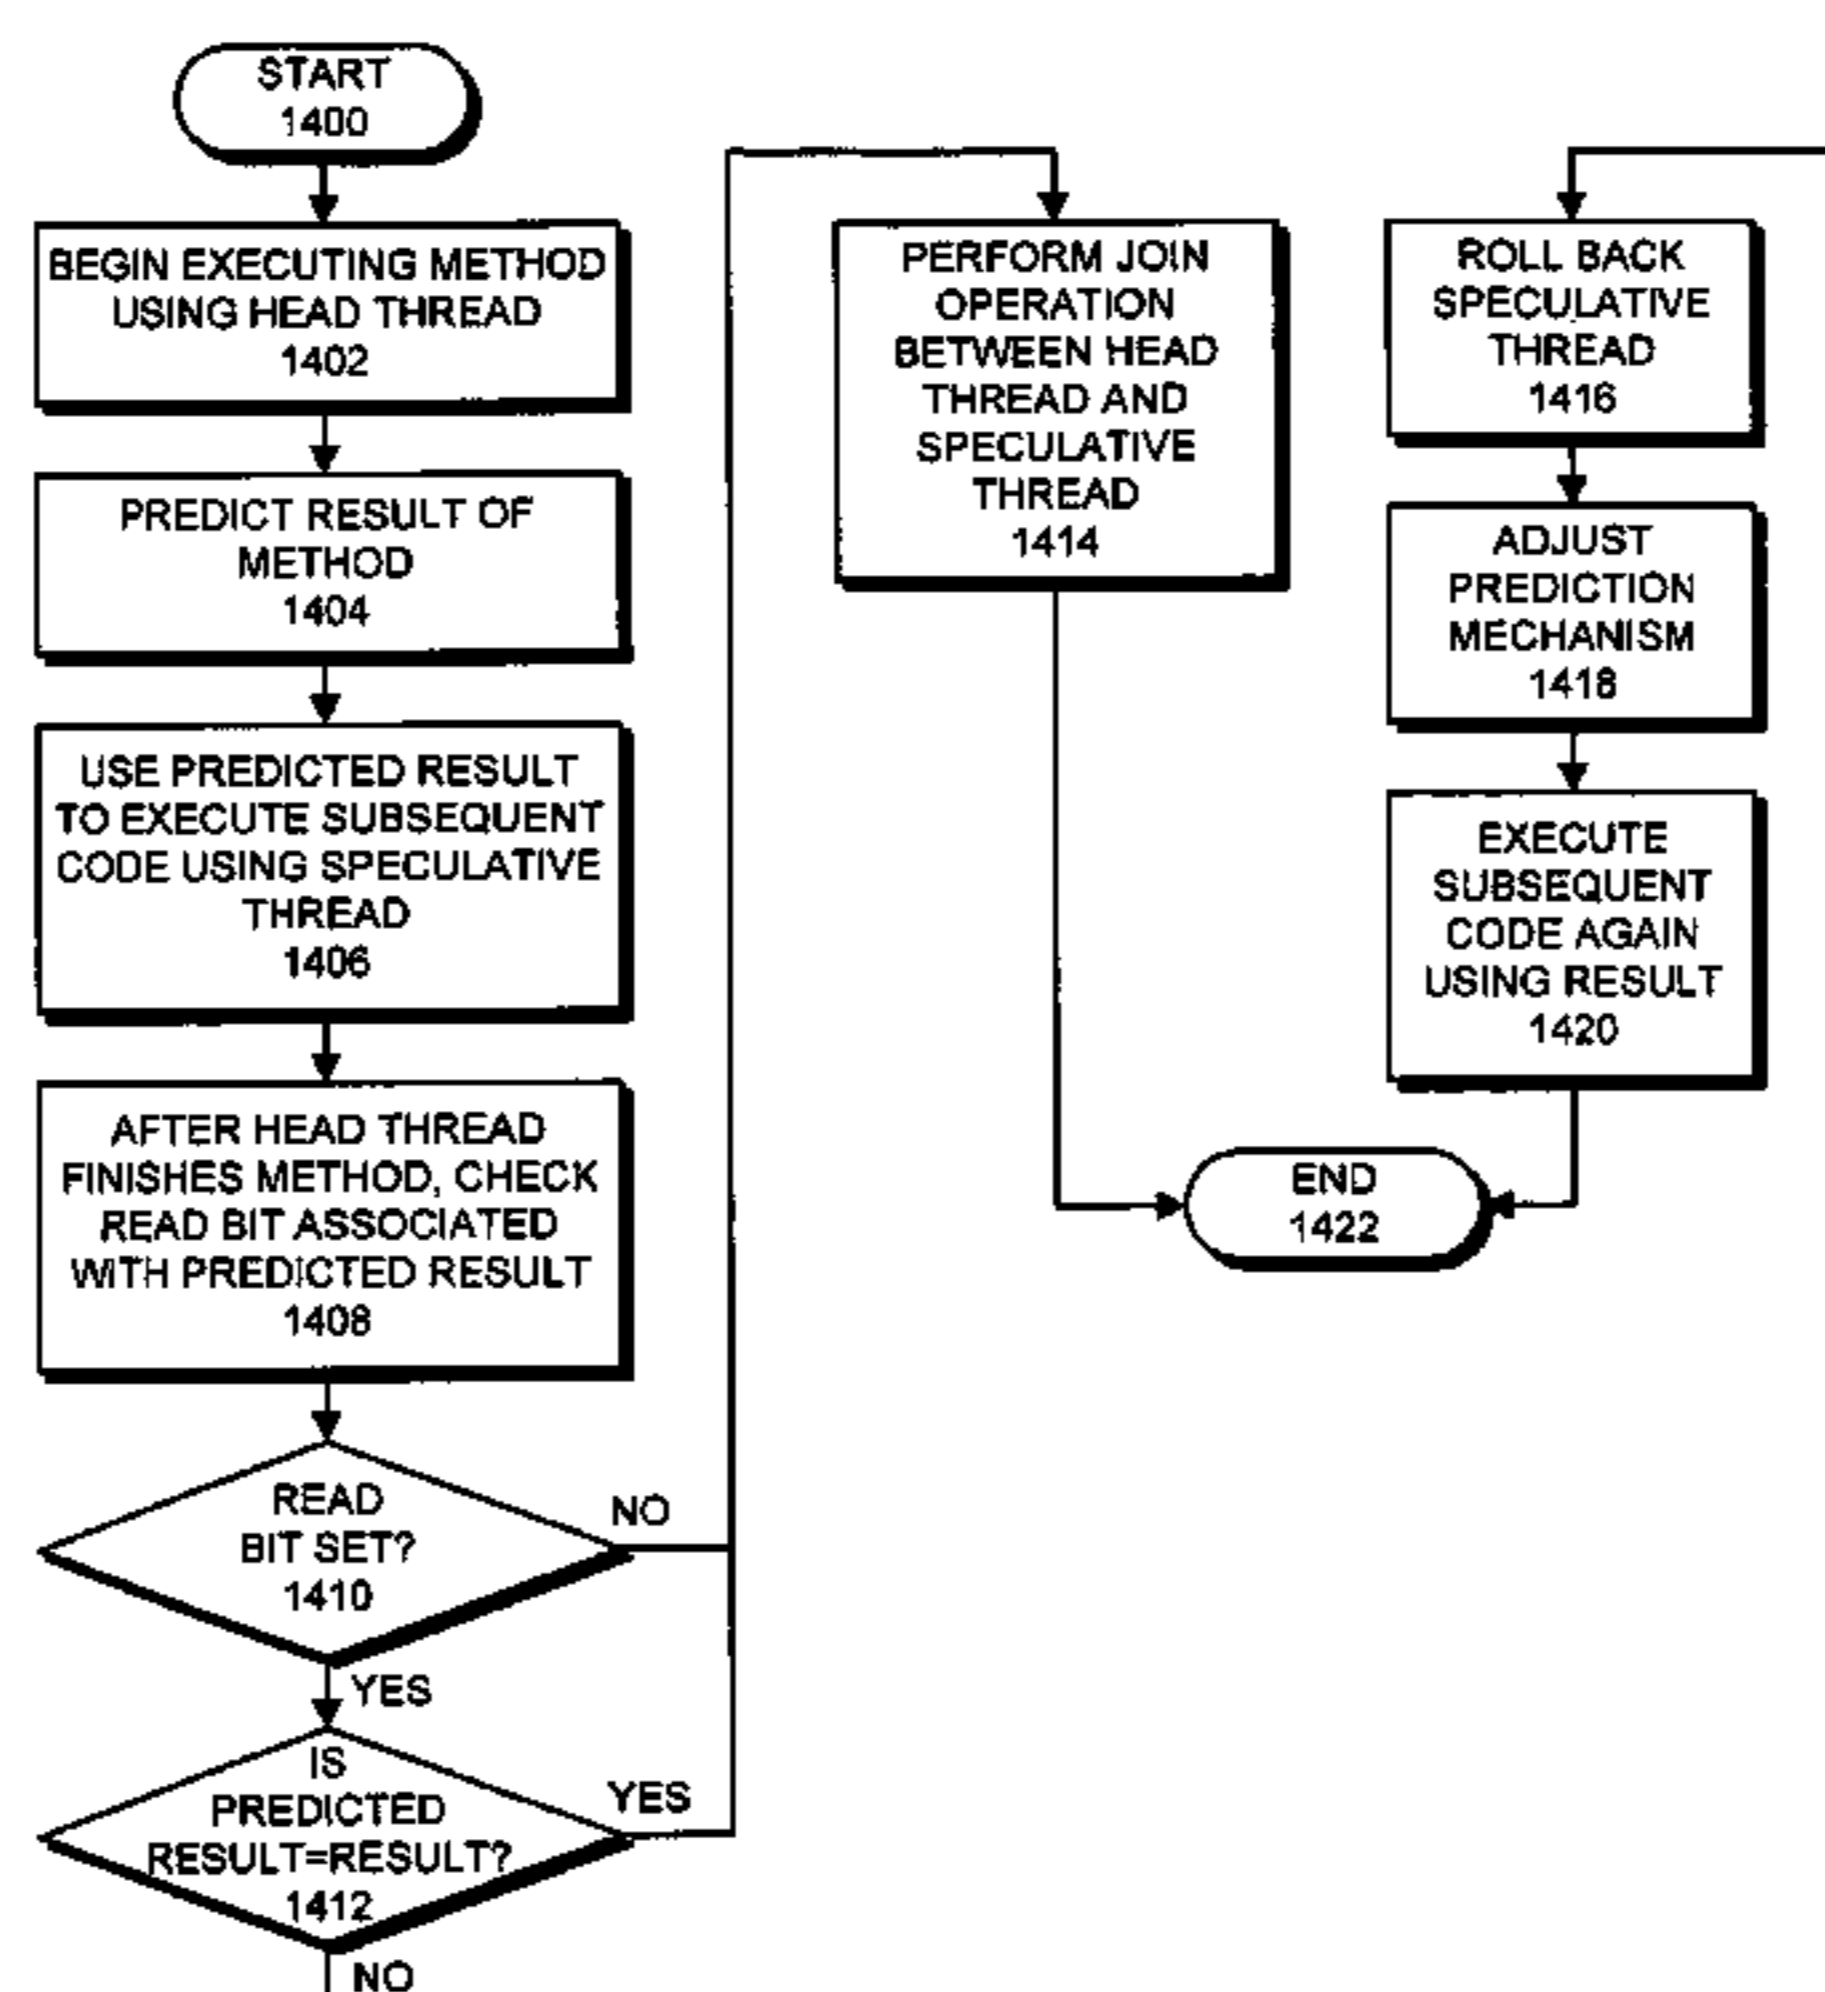 START
1400
BEGIN EXECUTING METHOD
USING HEAD THREAD
1402
PREDICT RESULT OF
METHOD
1404
USE PREDICTED RESULT
TO EXECUTE SUBSEQUENT
CODE USING SPECULATIVE
THREAD
1406
AFTER HEAD THREAD
FINISHES METHOD, CHECK
READ BIT ASSOCIATED
WITH PREDICTED RESULT
1408
READ
BIT SET?
1410
NO
YES
IS
PREDICTED
RESULT=RESULT?
1412
YES
NO
PERFORM JOIN
OPERATION
BETWEEN HEAD
THREAD AND
SPECULATIVE
THREAD
1414
ROLL BACK
SPECULATIVE
THREAD
1416
ADJUST
PREDICTION
MECHANISM
1418
EXECUTE
SUBSEQUENT
CODE AGAIN
USING RESULT
1420
END
1422